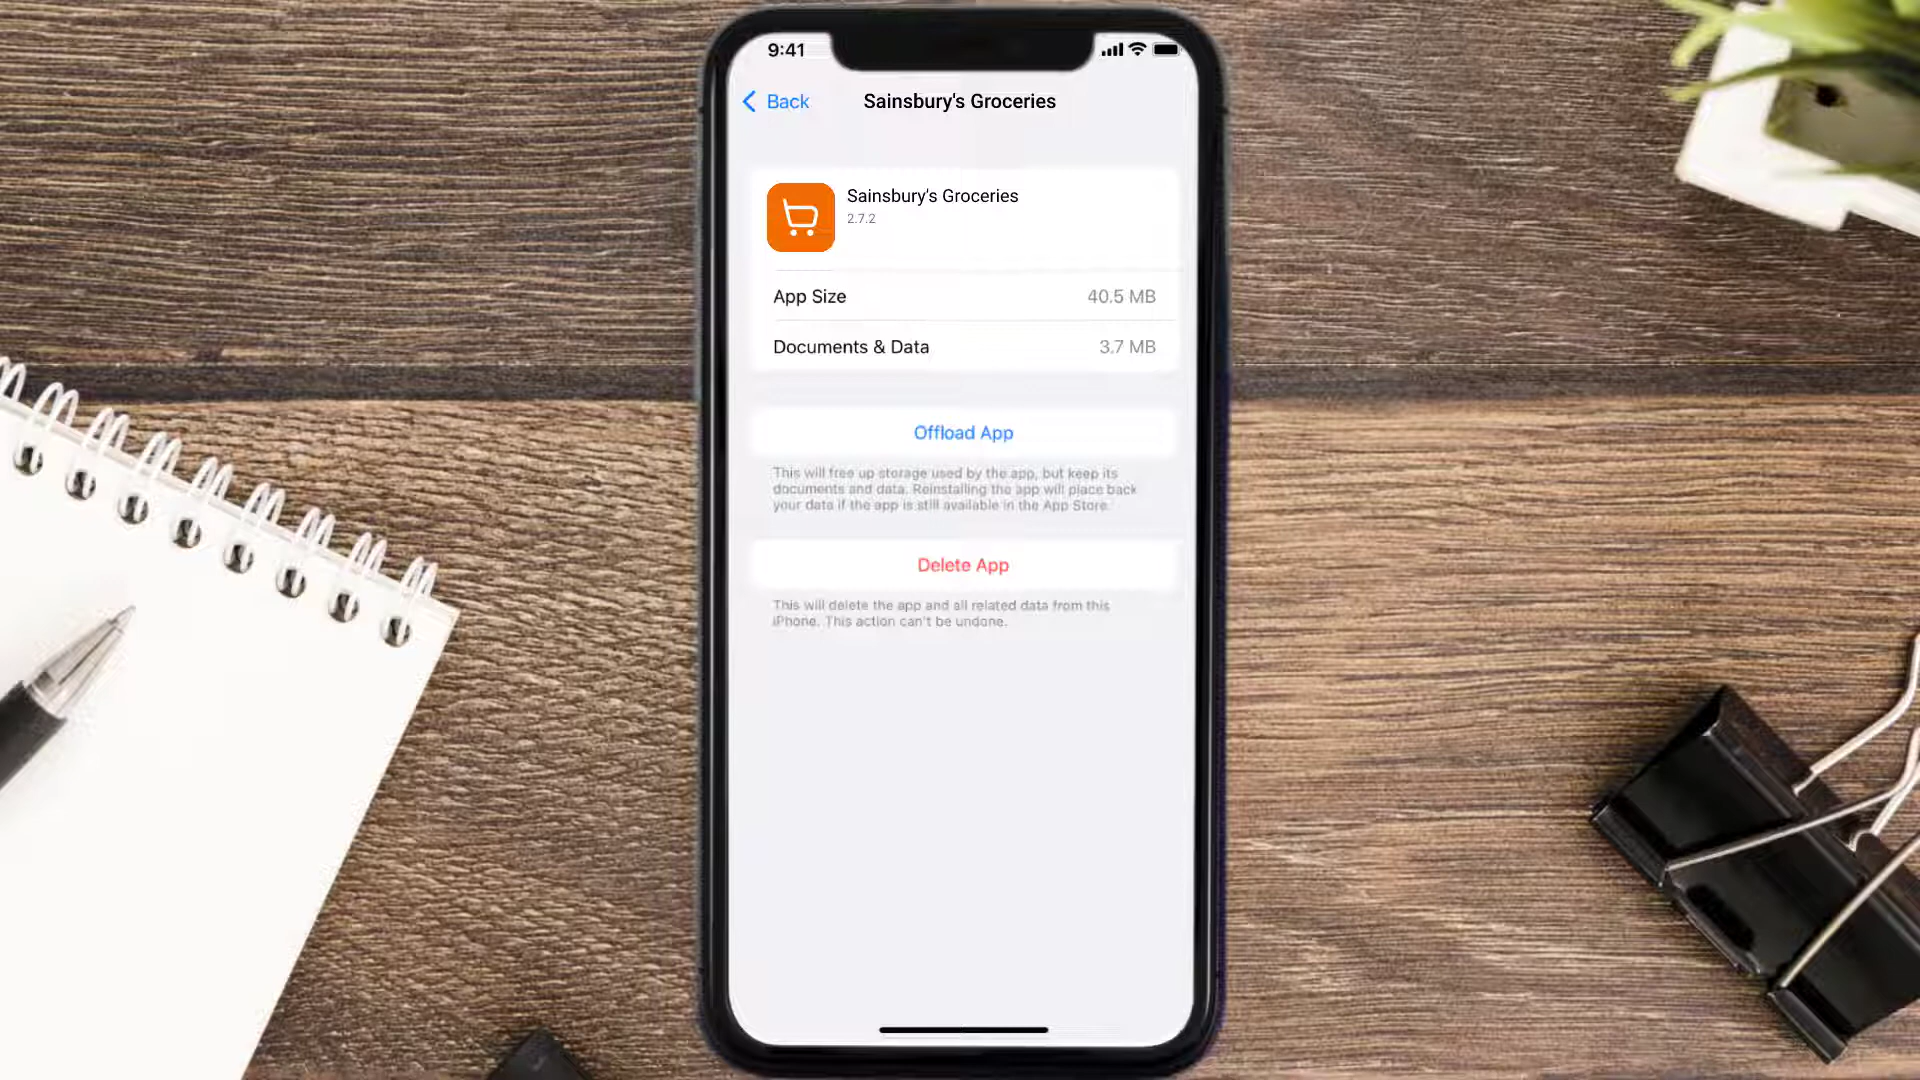 9:41
Back
Sainsbury's Groceries
Sainsbury's Groceries
2.7.2
App Size
40.5 MB
Documents & Data
3.7 MB
Offload App
This will free up storage used by the app, but keep its
documents and data. Reinstalling the app will place back
your data if the app is still available in the App Store.
Delete App
This will delete the app and all related data from this
iPhone. This action can't be undone.